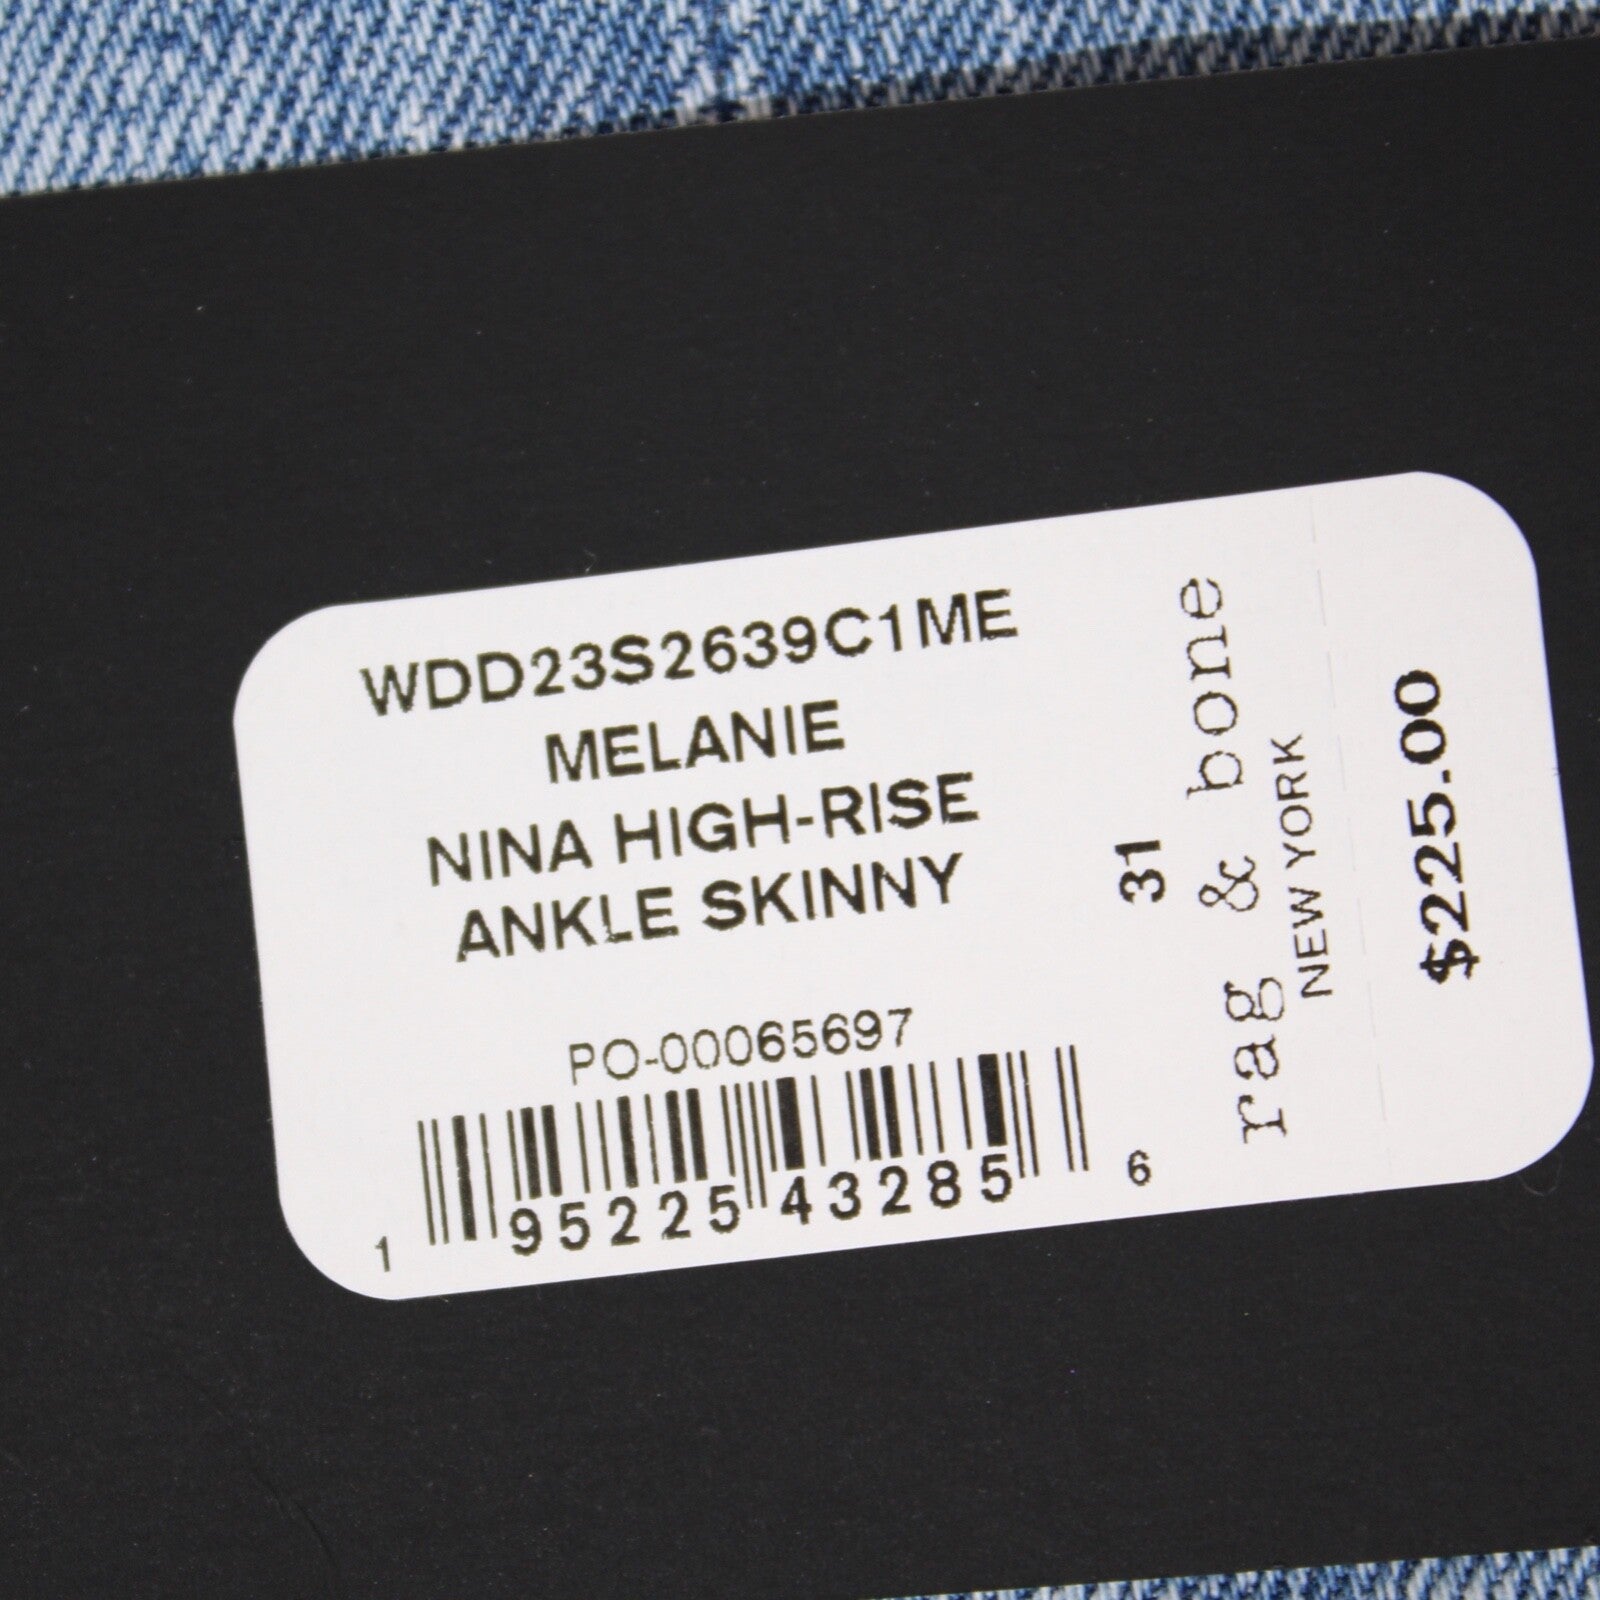 WDD23S2639C1ME
MELANIE
NINA HIGH-RISE
ANKLE SKINNY
PO-00065697
1 95225 43285 6
31
rag & bone
NEW YORK
$225.00